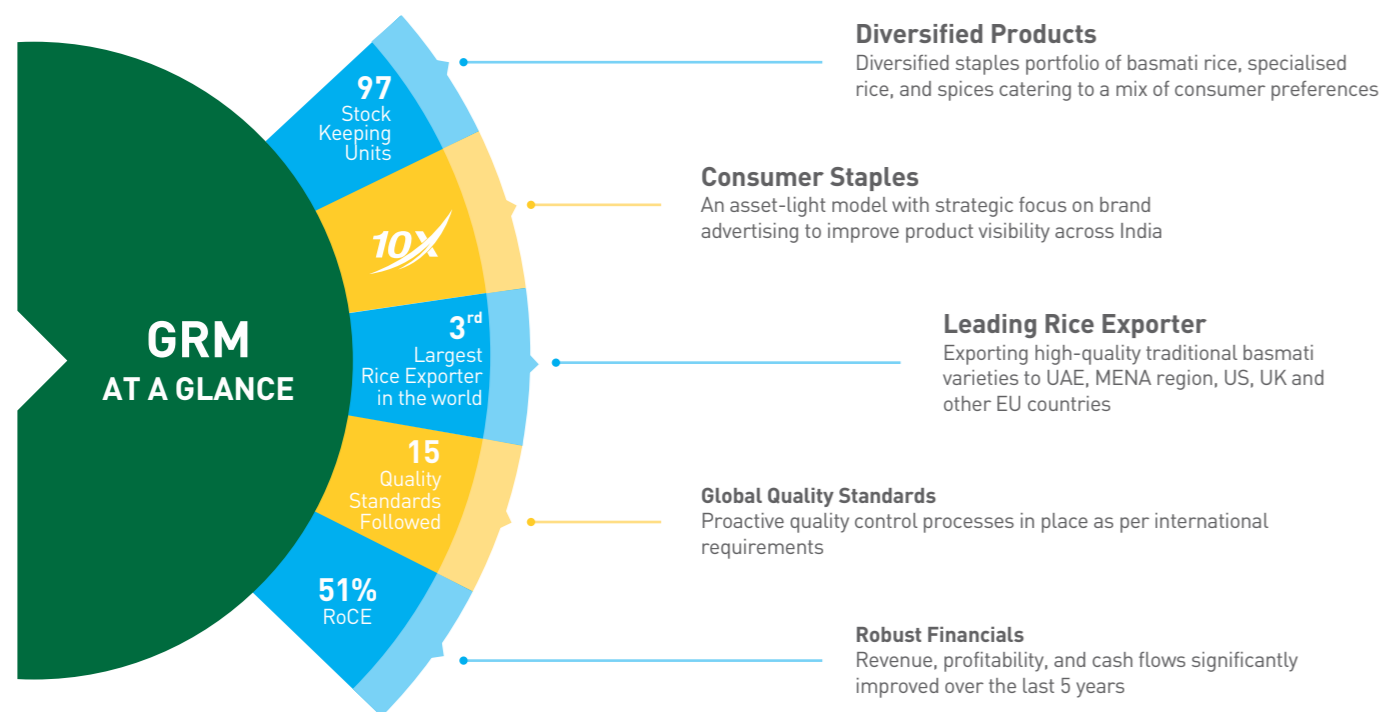 GRM
AT A GLANCE
97
Stock
Keeping
Units
Diversified Products
Diversified staples portfolio of basmati rice, specialised
rice, and spices catering to a mix of consumer preferences
10X
Consumer Staples
An asset-light model with strategic focus on brand
advertising to improve product visibility across India
3rd
Largest
Rice Exporter
in the world
Leading Rice Exporter
Exporting high-quality traditional basmati
varieties to UAE, MENA region, US, UK and
other EU countries
15
Quality
Standards
Followed
Global Quality Standards
Proactive quality control processes in place as per international
requirements
51%
RoCE
Robust Financials
Revenue, profitability, and cash flows significantly
improved over the last 5 years